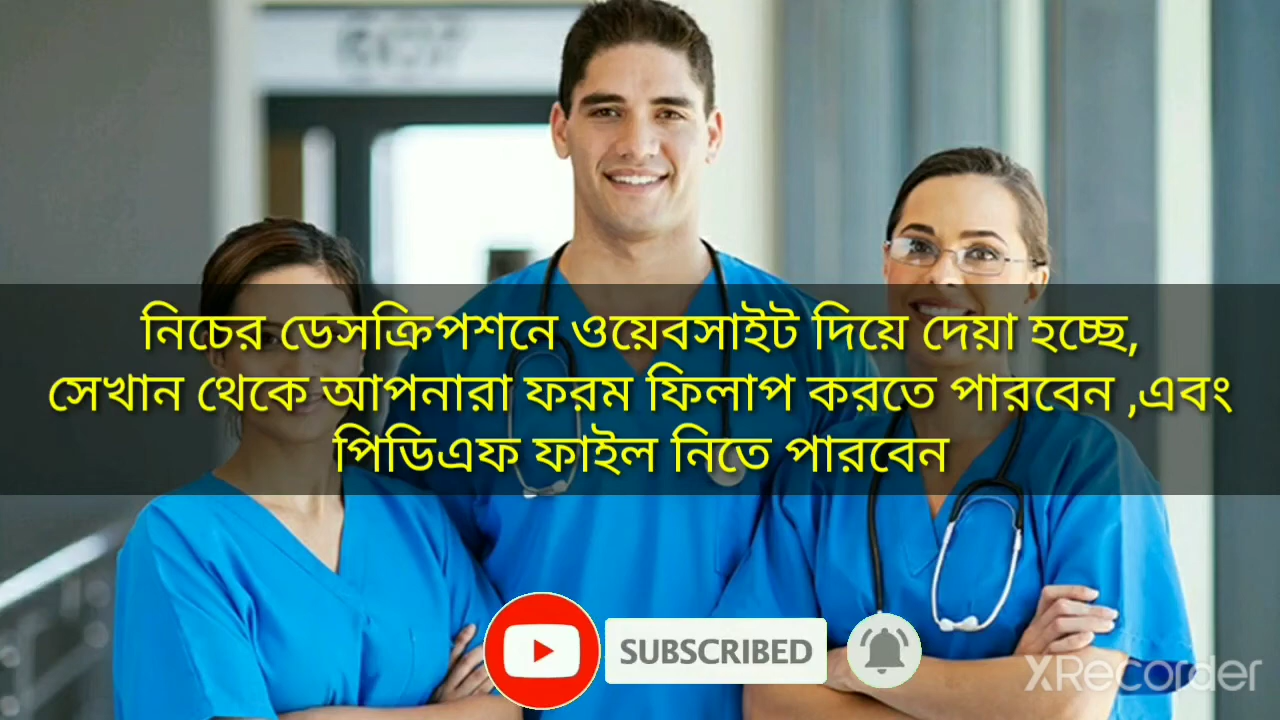 নিচের ডেসক্রিপশনে ওয়েবসাইট দিয়ে দেয়া হচ্ছে,
সেখান থেকে আপনারা ফরম ফিলাপ করতে পারবেন ,এবং
পিডিএফ ফাইল নিতে পারবেন
SUBSCRIBED
XRecorder